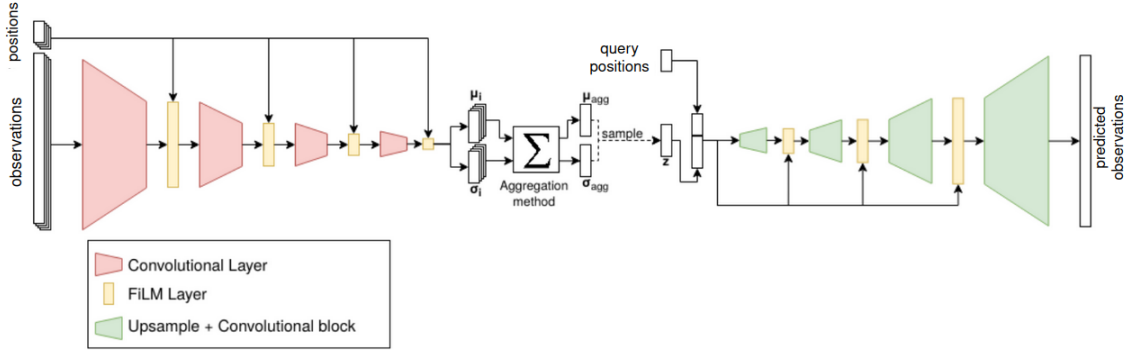 positions
observations
μi
σi
Σ
Aggregation
method
μagg
σagg
sample
query
positions
z
predicted
observations
Convolutional Layer
FiLM Layer
Upsample + Convolutional block